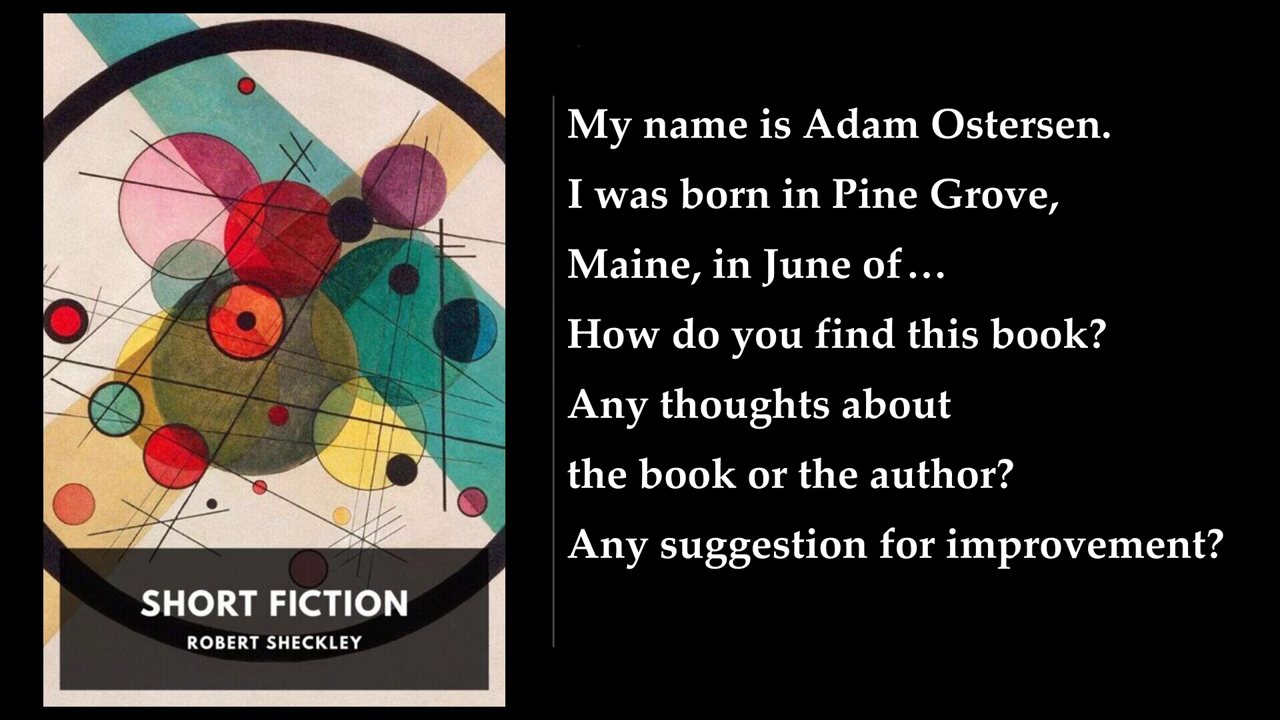 SHORT FICTION
ROBERT SHECKLEY
My name is Adam Ostersen.
I was born in Pine Grove,
Maine, in June of…
How do you find this book?
Any thoughts about
the book or the author?
Any suggestion for improvement?